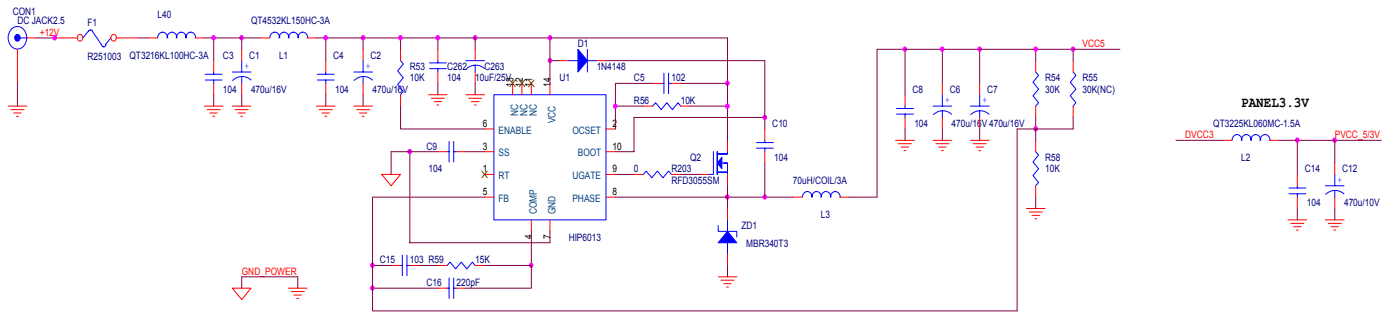 CON1
DC JACK2.5
+12V
F1
R251003
L40
QT3216KL100HC-3A
C3
104
C1
470u/16V
QT4532KL150HC-3A
L1
C4
104
C2
470u/16V
R53
10K
C262
104
C263
10uF/25V
D1
1N4148
U1
NC
NC
NC
VCC
14
6
ENABLE
3
SS
1
RT
5
FB
COMP
4
GND
7
OCSET
2
BOOT
10
UGATE
9
PHASE
8
HIP6013
C9
104
C5
102
R56
10K
0
R203
Q2
RFD3055SM
C10
104
70uH/COIL/3A
L3
ZD1
MBR340T3
C15
103
R59
15K
C16
220pF
GND_POWER
C8
104
C6
470u/16V
C7
470u/16V
VCC5
R54
30K
R55
30K(NC)
R58
10K
PANEL3.3V
QT3225KL060MC-1.5A
DVCC3
L2
PVCC_5/3V
C14
104
C12
470u/10V